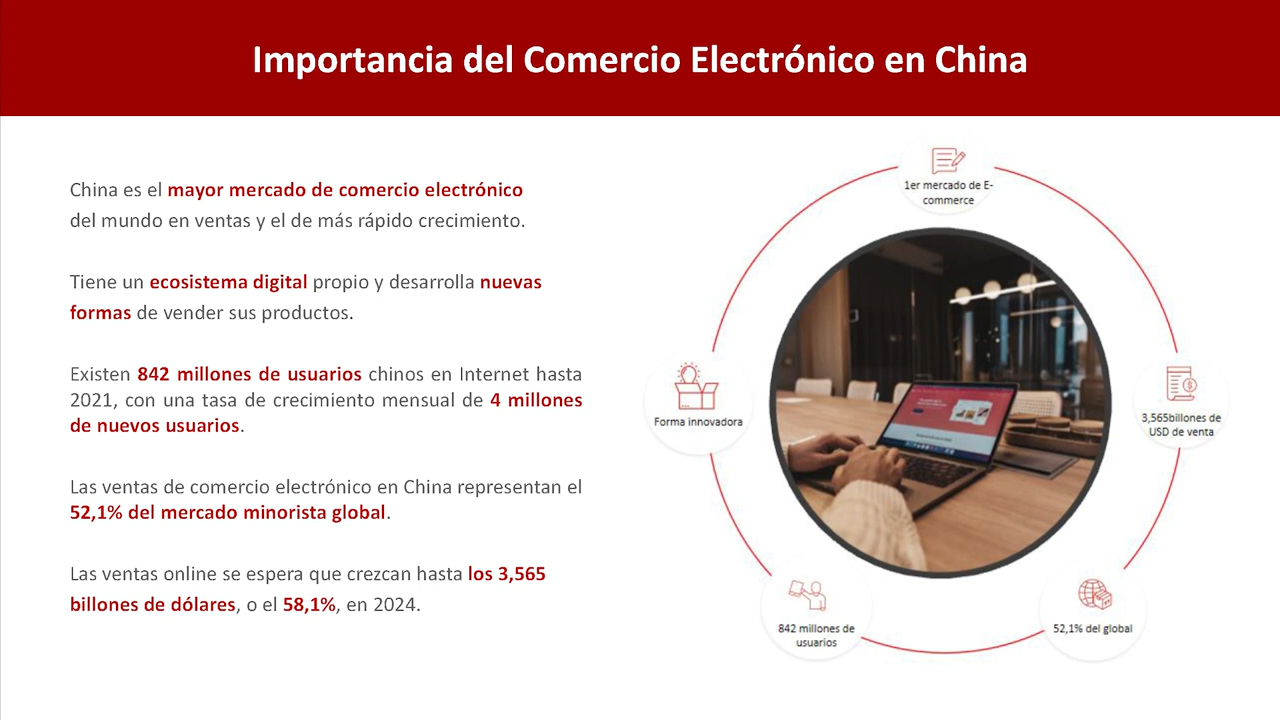 Importancia del Comercio Electrónico en China
China es el mayor mercado de comercio electrónico
del mundo en ventas y el de más rápido crecimiento.
Tiene un ecosistema digital propio y desarrolla nuevas
formas de vender sus productos.
Existen 842 millones de usuarios chinos en Internet hasta
2021, con una tasa de crecimiento mensual de 4 millones
de nuevos usuarios.
Las ventas de comercio electrónico en China representan el
52,1% del mercado minorista global.
Las ventas online se espera que crezcan hasta los 3,565
billones de dólares, o el 58,1%, en 2024.
1er mercado de E-
commerce
Forma innovadora
3,565billones de
USD de venta
842 millones de
usuarios
52,1% del global